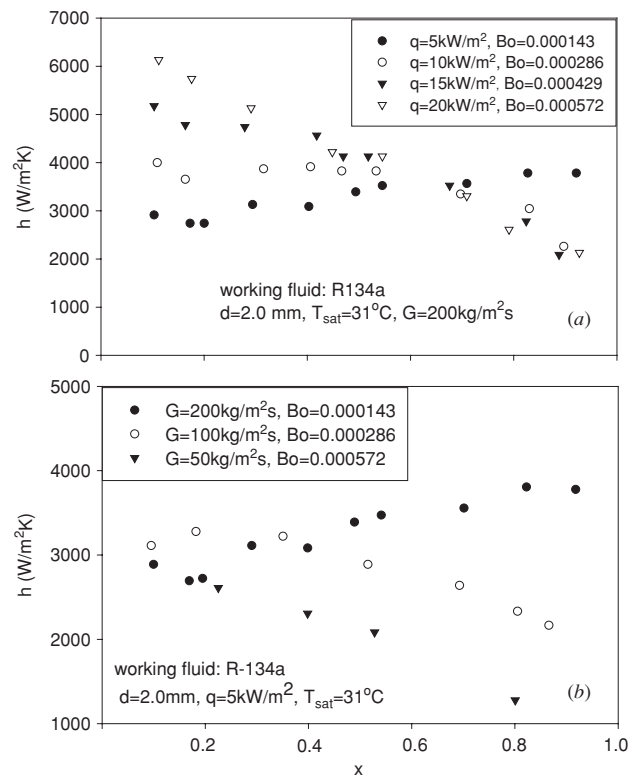 7000
6000
5000
4000
3000
2000
1000
0
h (W/m²K)
q=5kW/m², Bo=0.000143
q=10kW/m², Bo=0.000286
q=15kW/m², Bo=0.000429
q=20kW/m², Bo=0.000572
working fluid: R134a
d=2.0 mm, Tsat=31°C, G=200kg/m²s
(a)
5000
4000
3000
2000
1000
h (W/m²K)
G=200kg/m²s, Bo=0.000143
G=100kg/m²s, Bo=0.000286
G=50kg/m²s, Bo=0.000572
working fluid: R-134a
d=2.0mm, q=5kW/m², Tsat=31°C
(b)
0.2 0.4 0.6 0.8 1.0
x